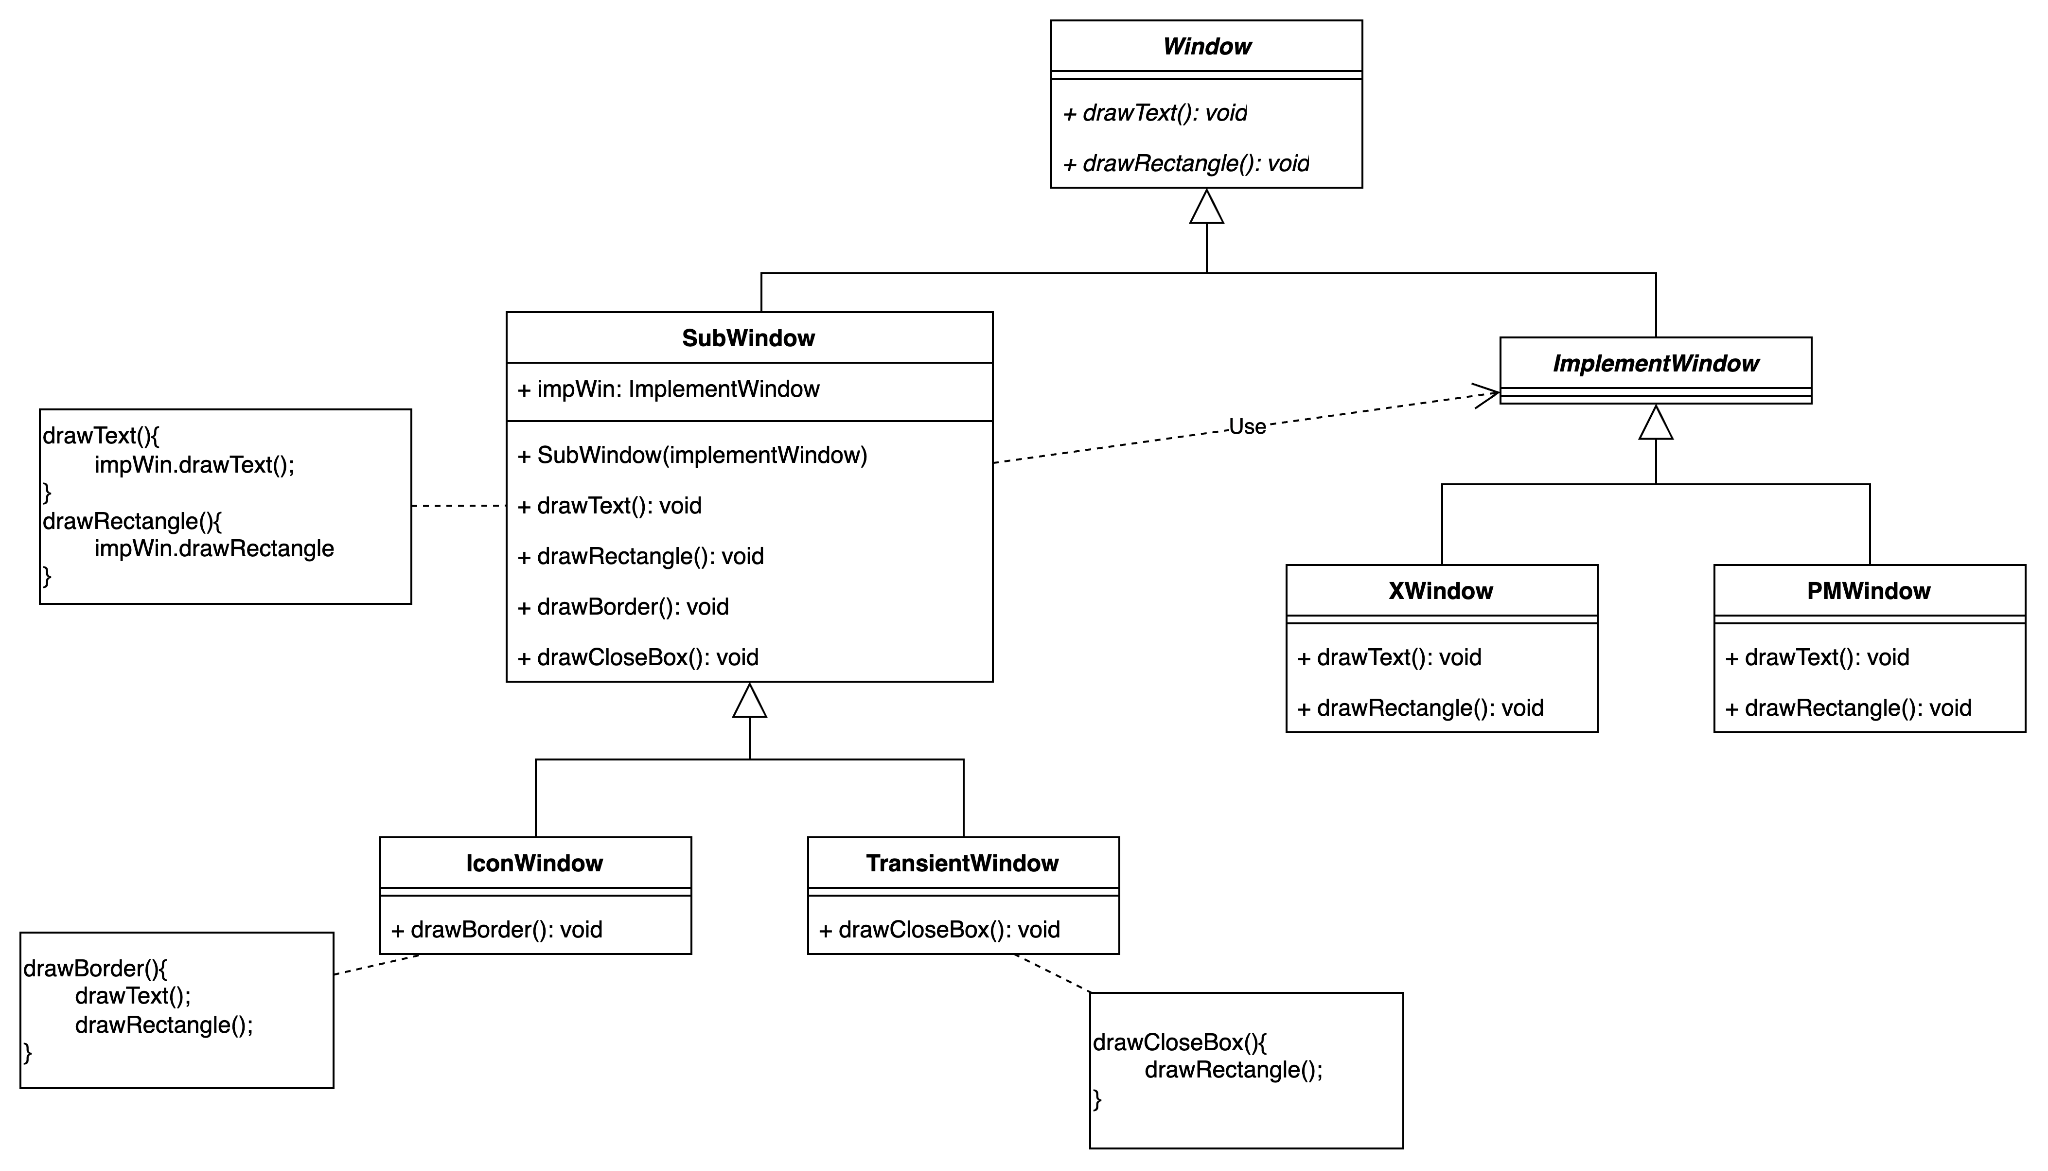 Window
+ drawText(): void
+ drawRectangle(): void
SubWindow
+ impWin: ImplementWindow
+ SubWindow(implementWindow)
+ drawText(): void
+ drawRectangle(): void
+ drawBorder(): void
+ drawCloseBox(): void
drawText(){
impWin.drawText();
}
drawRectangle(){
impWin.drawRectangle
}
Use
ImplementWindow
XWindow
+ drawText(): void
+ drawRectangle(): void
PMWindow
+ drawText(): void
+ drawRectangle(): void
IconWindow
+ drawBorder(): void
TransientWindow
+ drawCloseBox(): void
drawBorder(){
drawText();
drawRectangle();
}
drawCloseBox(){
drawRectangle();
}